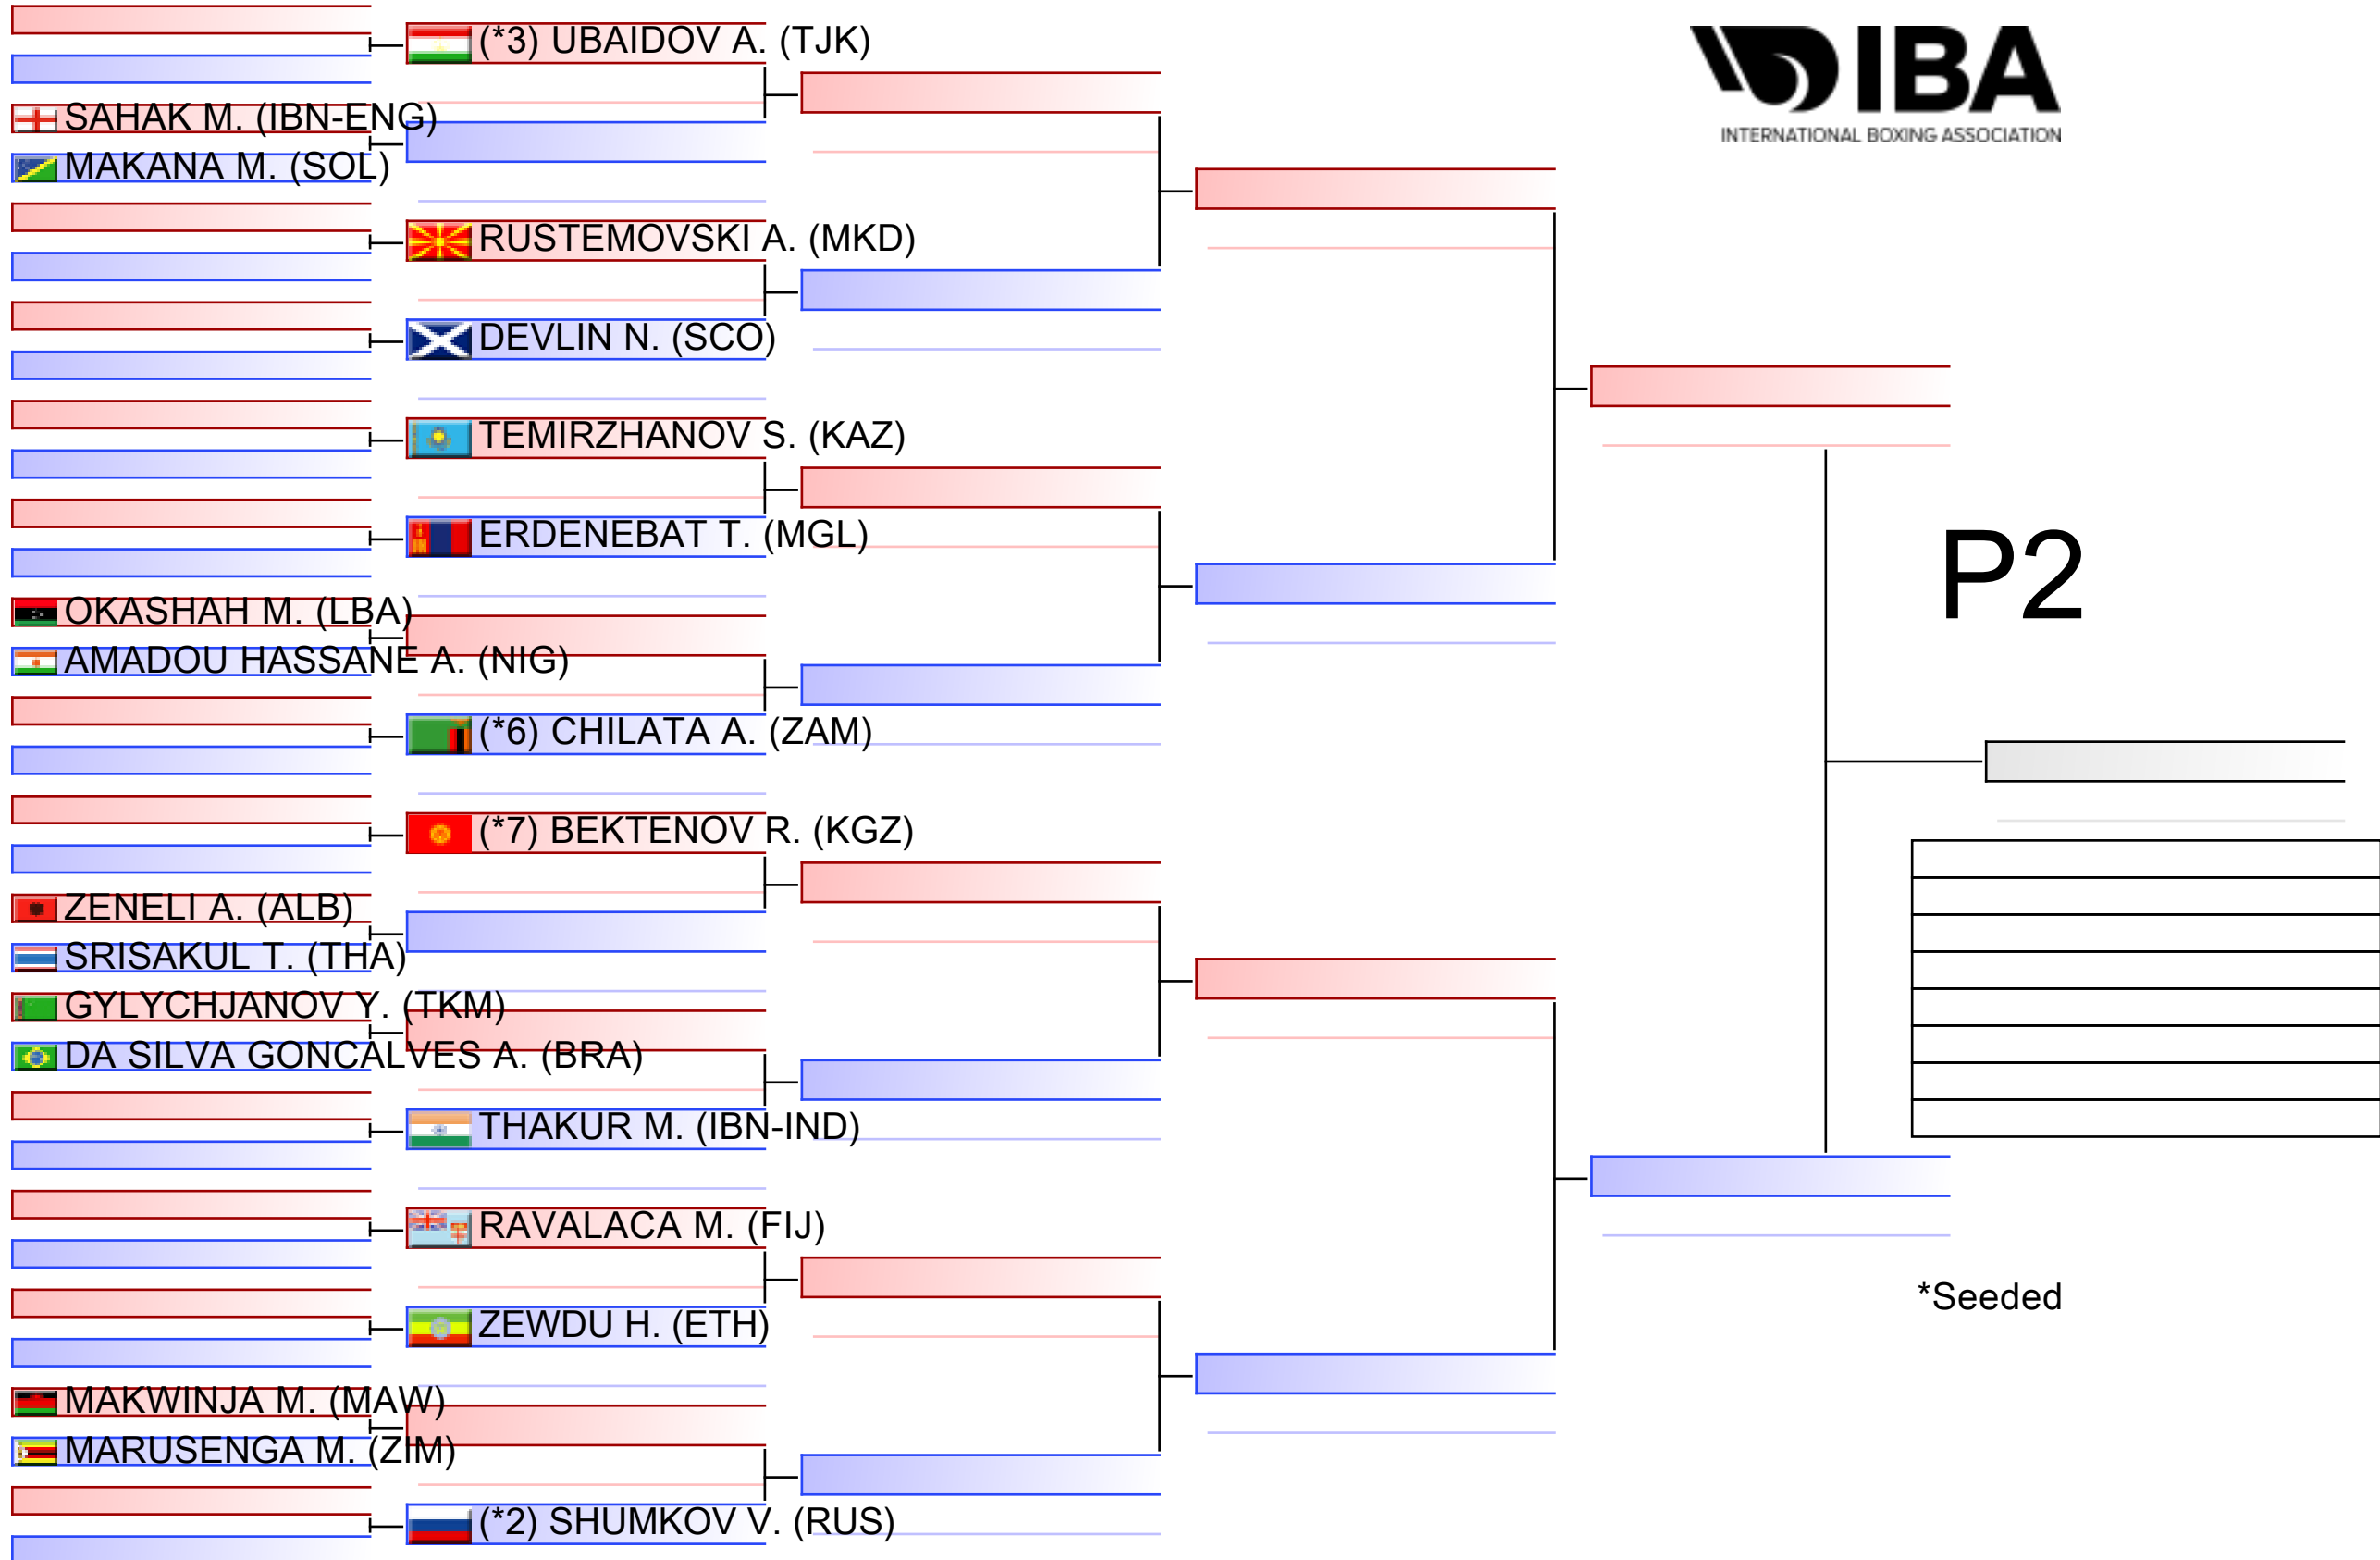 (*3) UBAIDOV A. (TJK)
SAHAK M. (IBN-ENG)
MAKANA M. (SOL)
RUSTEMOVSKI A. (MKD)
DEVLIN N. (SCO)
TEMIRZHANOV S. (KAZ)
ERDENEBAT T. (MGL)
OKASHAH M. (LBA)
AMADOU HASSANE A. (NIG)
(*6) CHILATA A. (ZAM)
(*7) BEKTENOV R. (KGZ)
ZENELI A. (ALB)
SRISAKUL T. (THA)
GYLYCHJANOV Y. (TKM)
DA SILVA GONCALVES A. (BRA)
THAKUR M. (IBN-IND)
RAVALACA M. (FIJ)
ZEWDU H. (ETH)
MAKWINJA M. (MAW)
MARUSENGA M. (ZIM)
(*2) SHUMKOV V. (RUS)
IBA
INTERNATIONAL BOXING ASSOCIATION
P2
*Seeded